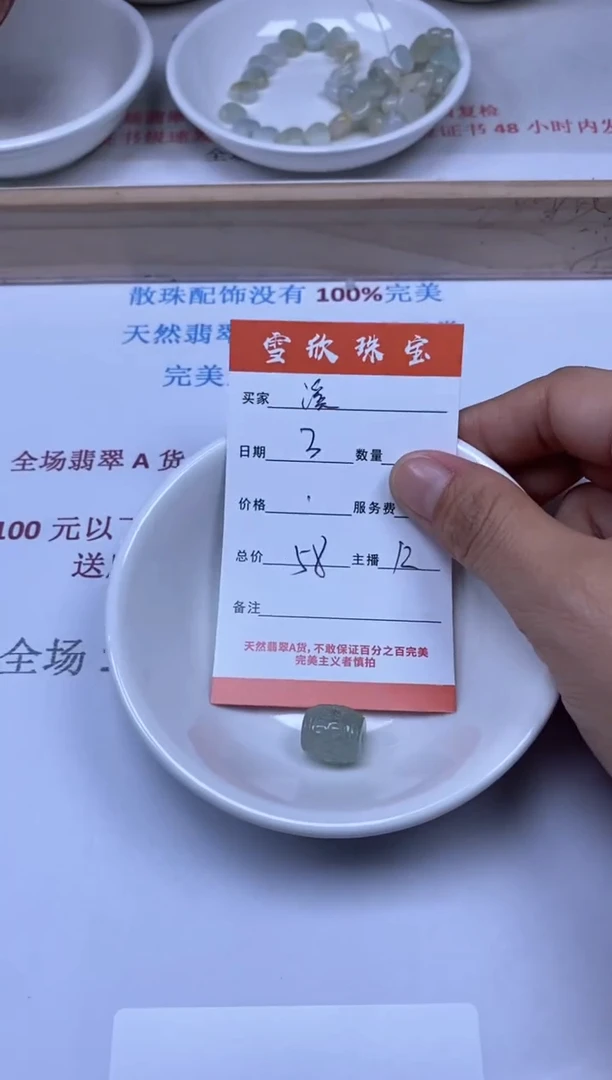 复检
证书 48 小时内发
散珠配饰没有 100%完美
天然翡翠
完美
全场翡翠 A 货
100 元以下
送
全场
雪欣珠宝
买家 溪
日期 3 数量
价格 服务费
总价 58 主播 12
备注
天然翡翠A货,不敢保证百分之百完美
完美主义者慎拍